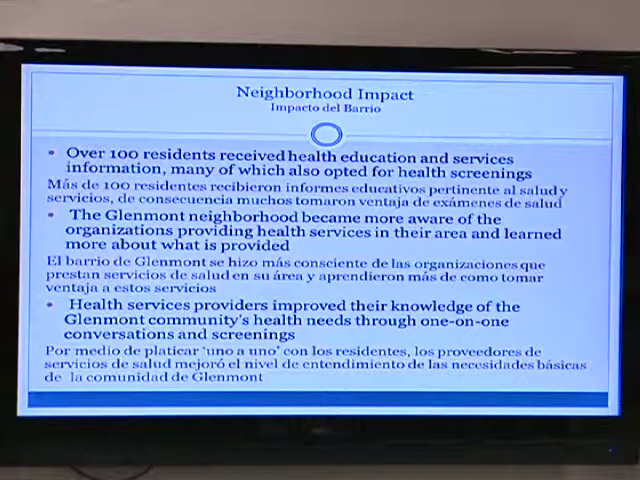 Neighborhood Impact
Impacto del Barrio
• Over 100 residents received health education and services
information, many of which also opted for health screenings
Más de 100 residentes recibieron informes educativos pertinente al salud y
servicios, de consecuencia muchos tomaron ventaja de exámenes de salud
• The Glenmont neighborhood became more aware of the
organizations providing health services in their area and learned
more about what is provided
El barrio de Glenmont se hizo más consciente de las organizaciones que
prestan servicios de salud en su área y aprendieron más de como tomar
ventaja a estos servicios
• Health services providers improved their knowledge of the
Glenmont community's health needs through one-on-one
conversations and screenings
Por medio de platicar 'uno a uno' con los residentes, los proveedores de
servicios de salud mejoró el nivel de entendimiento de las necesidades básicas
de la comunidad de Glenmont